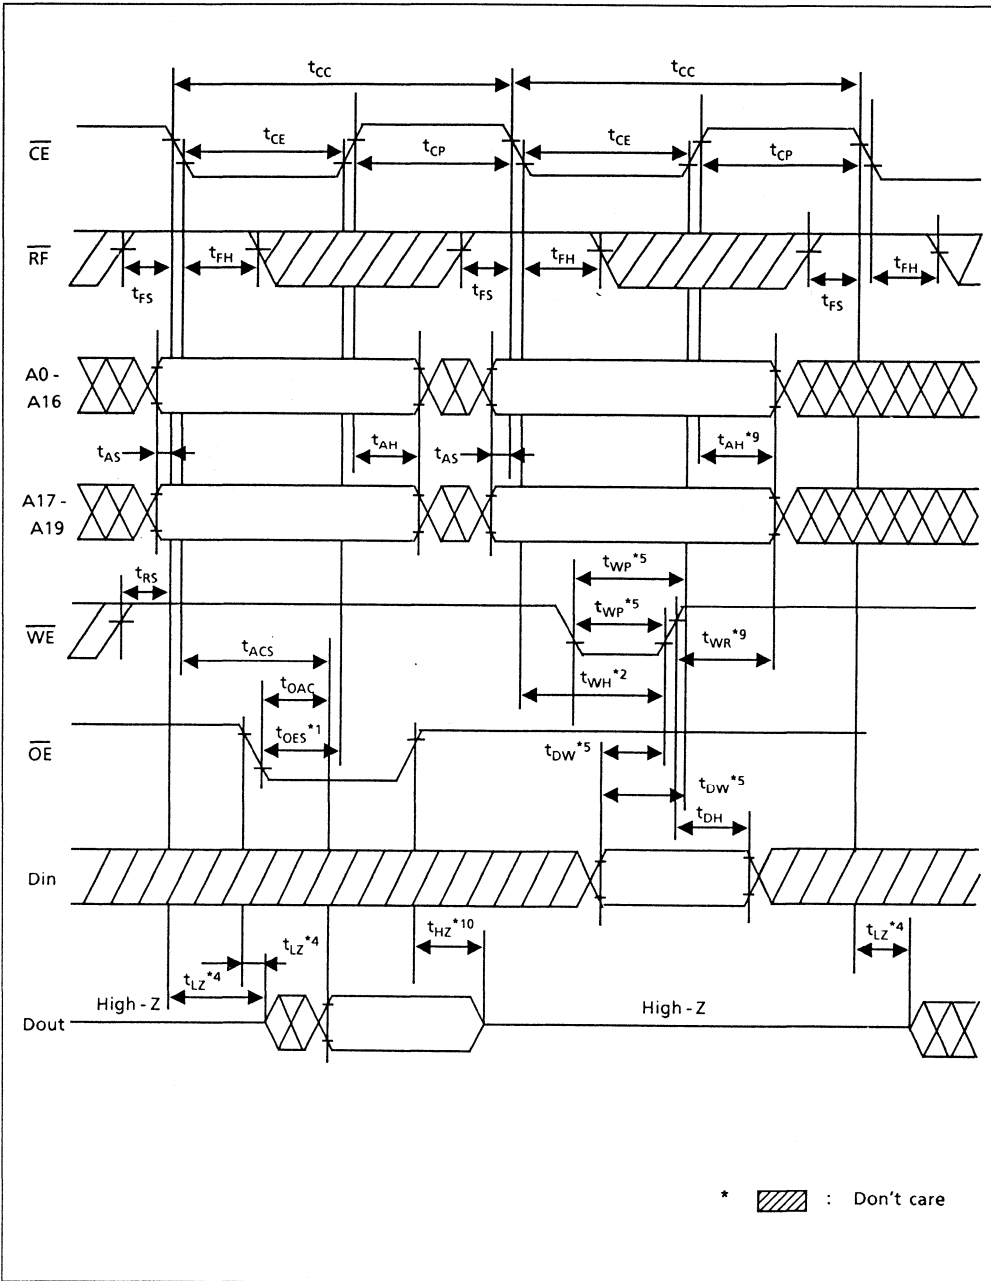 tCC tCC
CE tCE tCP tCE tCP
RF tFS tFH tFS tFH tFS tFH
A0 -
A16
tAS tAH tAS tAH*9
A17 -
A19
tRS tWP*5
WE tWP*5
tACS tWR*9
tOAC tWH*2
OE tOES*1 tDW*5
tDW*5
tDH
Din
tHZ*10 tLZ*4
tLZ*4
tLZ*4
High - Z High - Z
Dout
* : Don't care